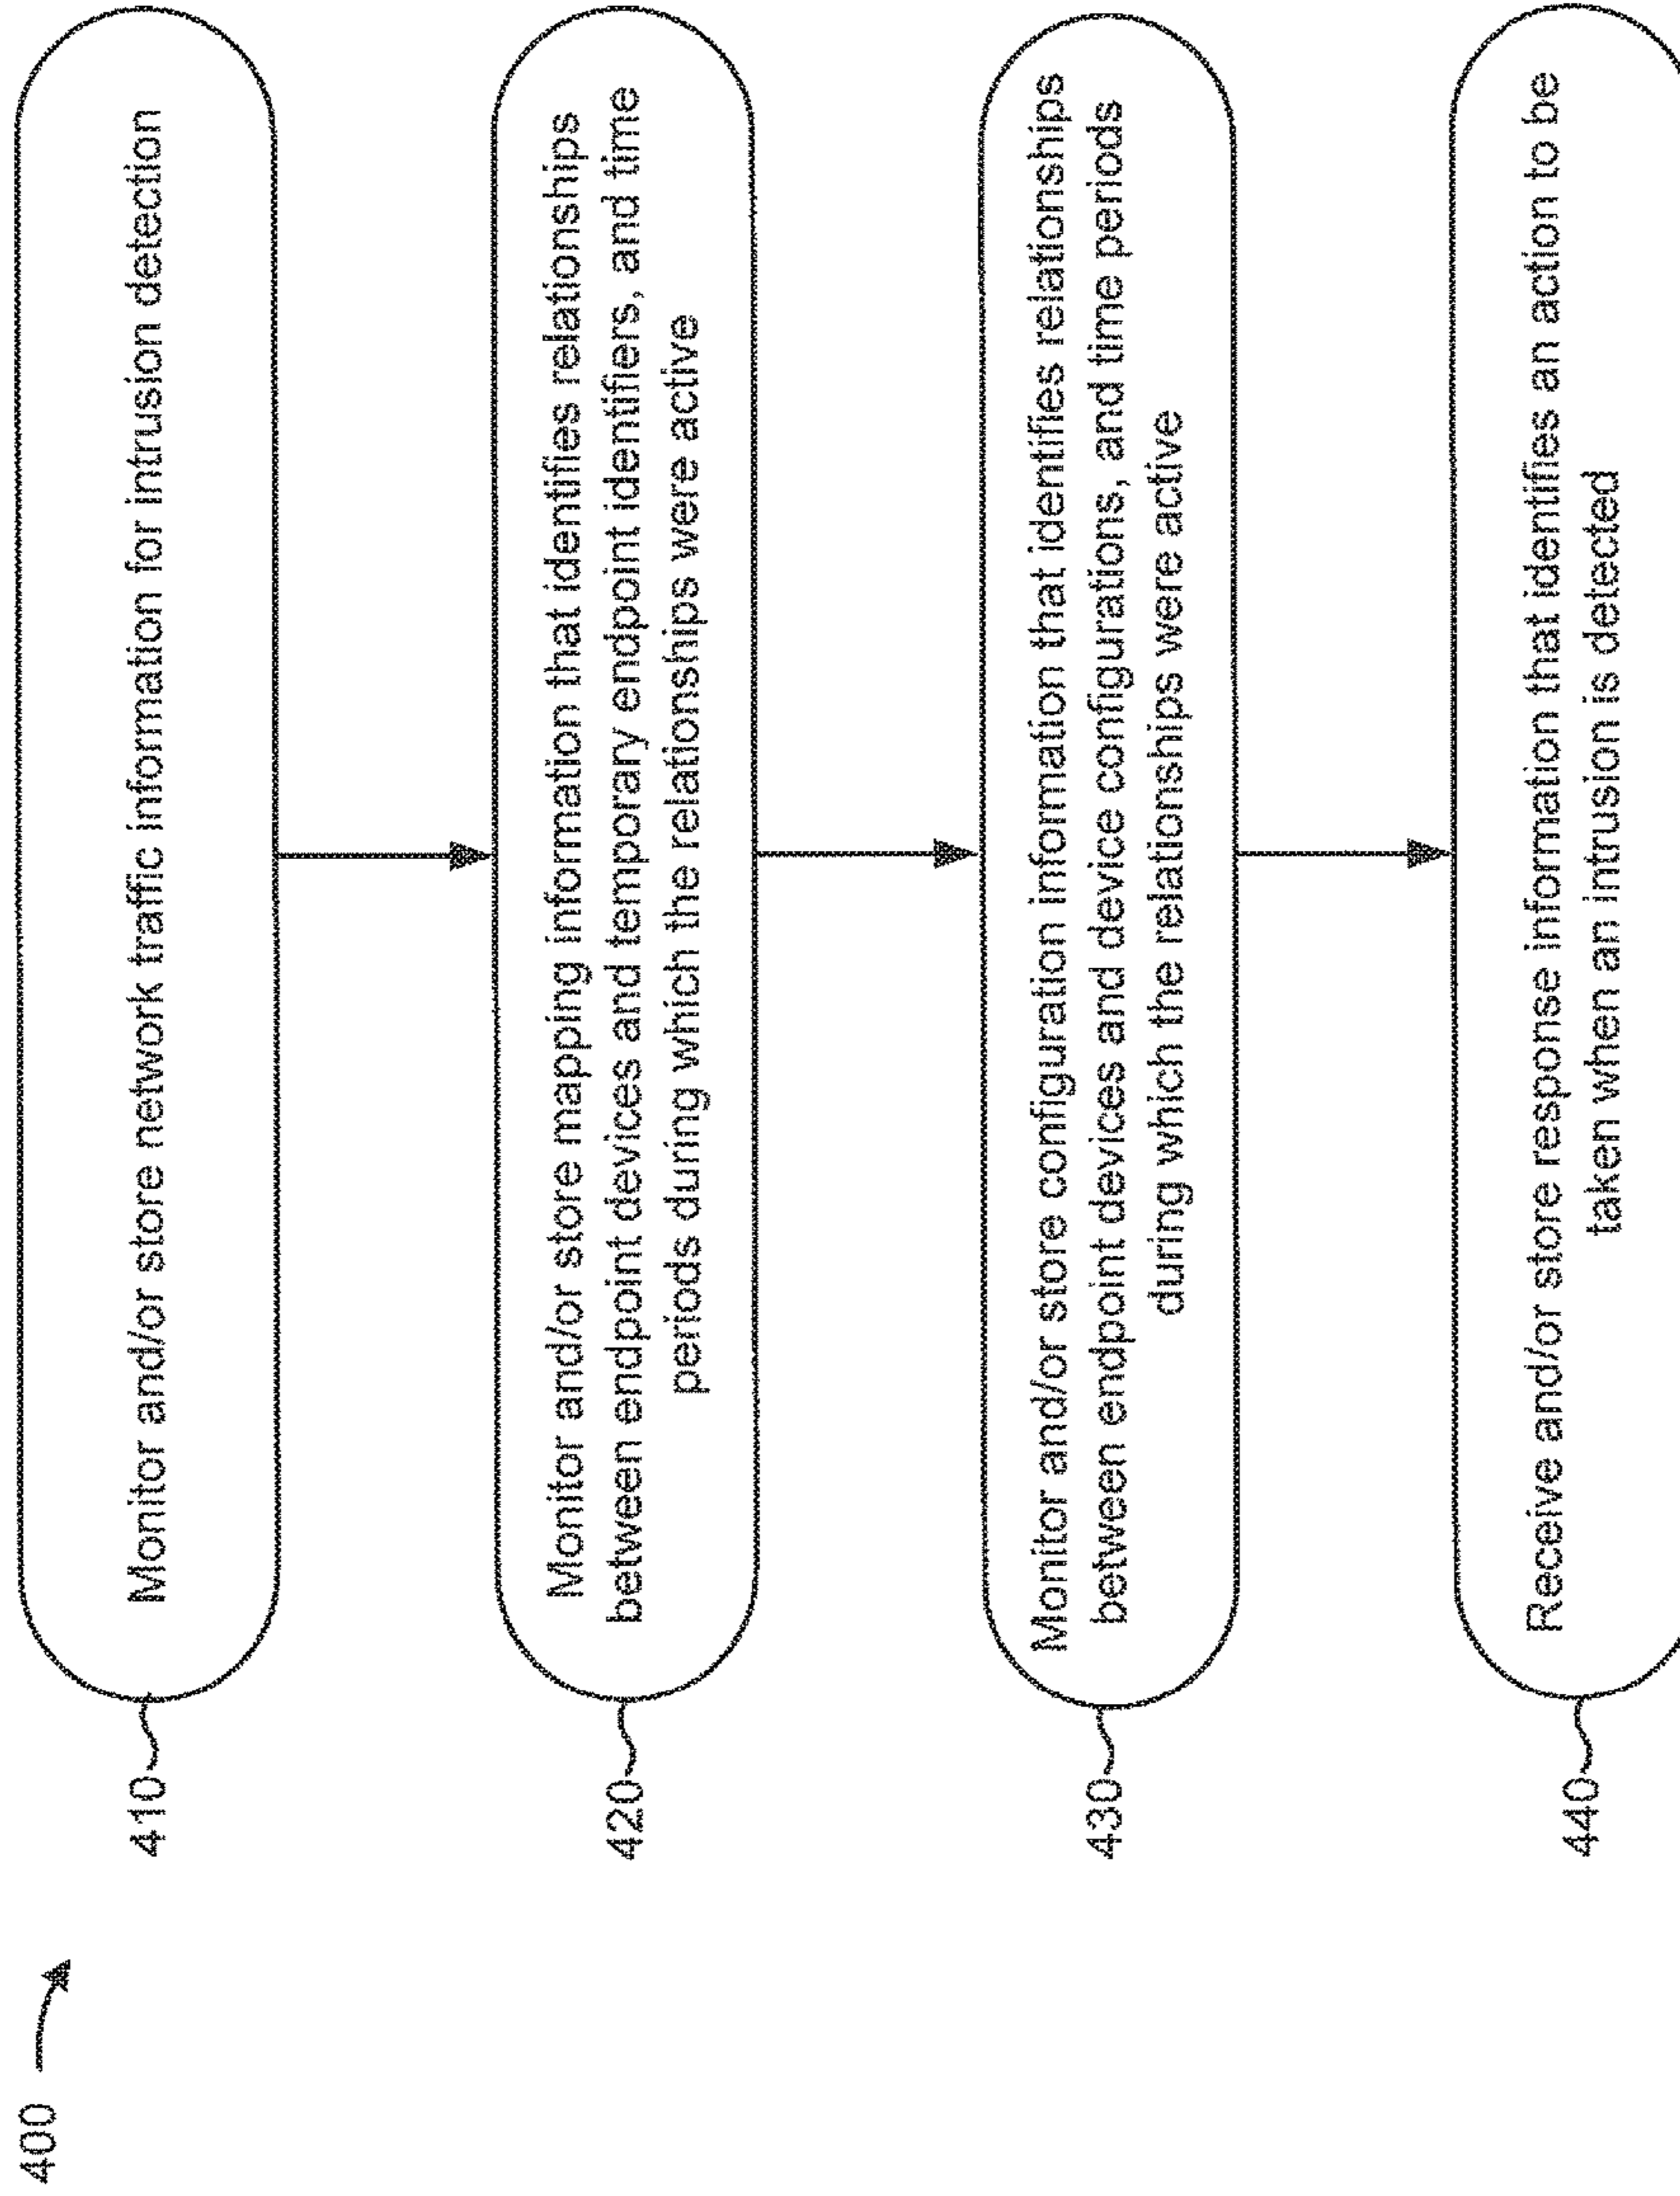 400
410
Monitor and/or store network traffic information for intrusion detection
420
Monitor and/or store mapping information that identifies relationships
between endpoint devices and temporary endpoint identifiers, and time
periods during which the relationships were active
430
Monitor and/or store configuration information that identifies relationships
between endpoint devices and device configurations, and time periods
during which the relationships were active
440
Receive and/or store response information that identifies an action to be
taken when an intrusion is detected